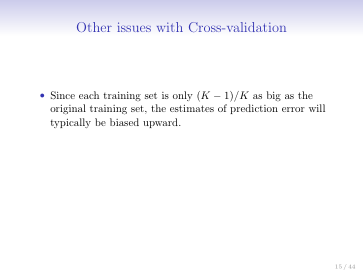 Other issues with Cross-validation
• Since each training set is only (K − 1)/K as big as the
original training set, the estimates of prediction error will
typically be biased upward.
15 / 44